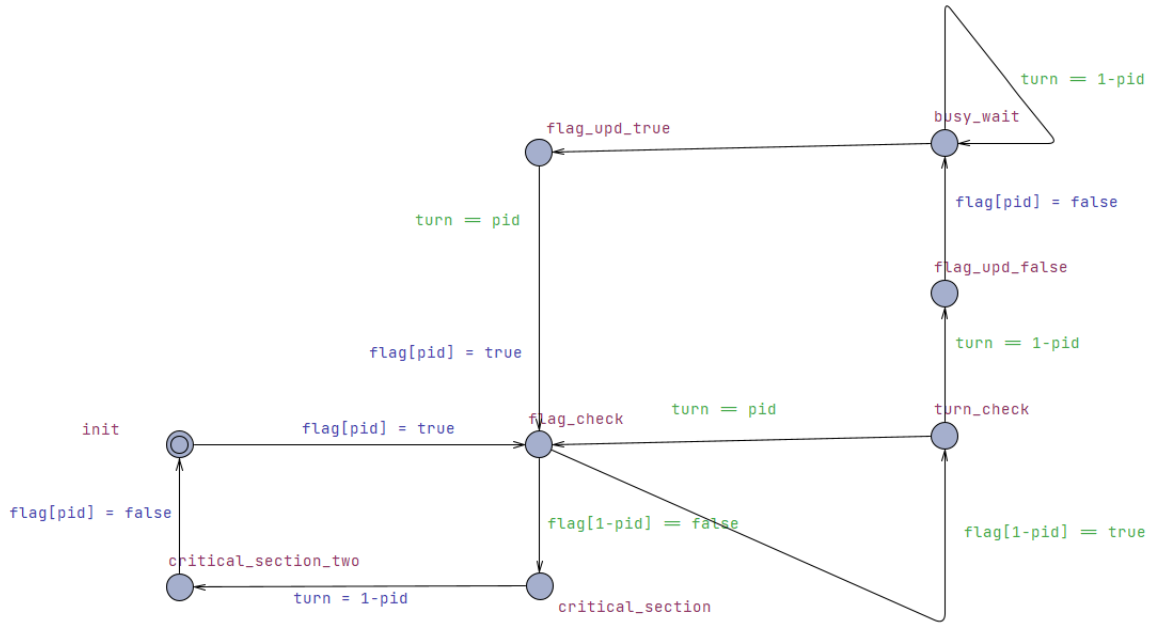 turn == 1-pid
busy_wait
flag_upd_true
flag[pid] = false
turn == pid
flag_upd_false
turn == 1-pid
flag[pid] = true
turn == pid
turn_check
flag_check
init
flag[pid] = true
flag[pid] = false
flag[1-pid] == false
flag[1-pid] == true
critical_section_two
turn = 1-pid
critical_section